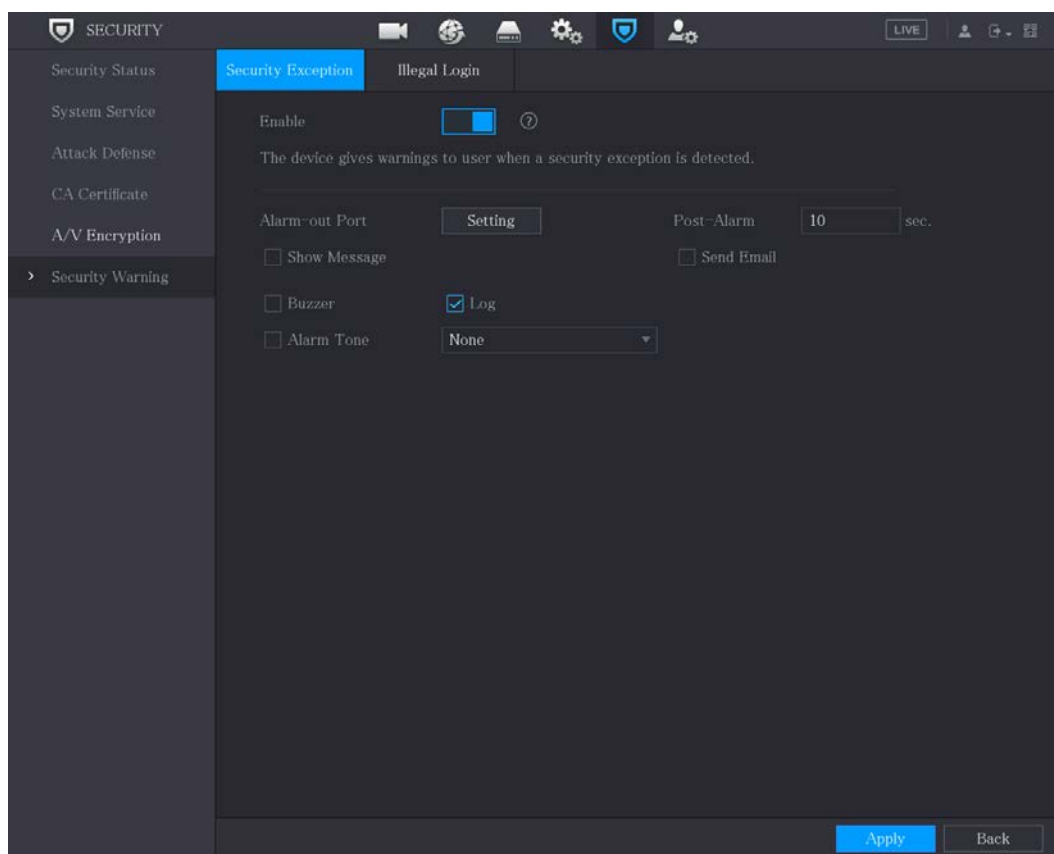 SECURITY
LIVE
Security Status
System Service
Attack Defense
CA Certificate
A/V Encryption
Security Warning
Security Exception
Illegal Login
Enable
The device gives warnings to user when a security exception is detected.
Alarm-out Port
Setting
Post-Alarm
10
sec.
Show Message
Send Email
Buzzer
Log
Alarm Tone
None
Apply
Back